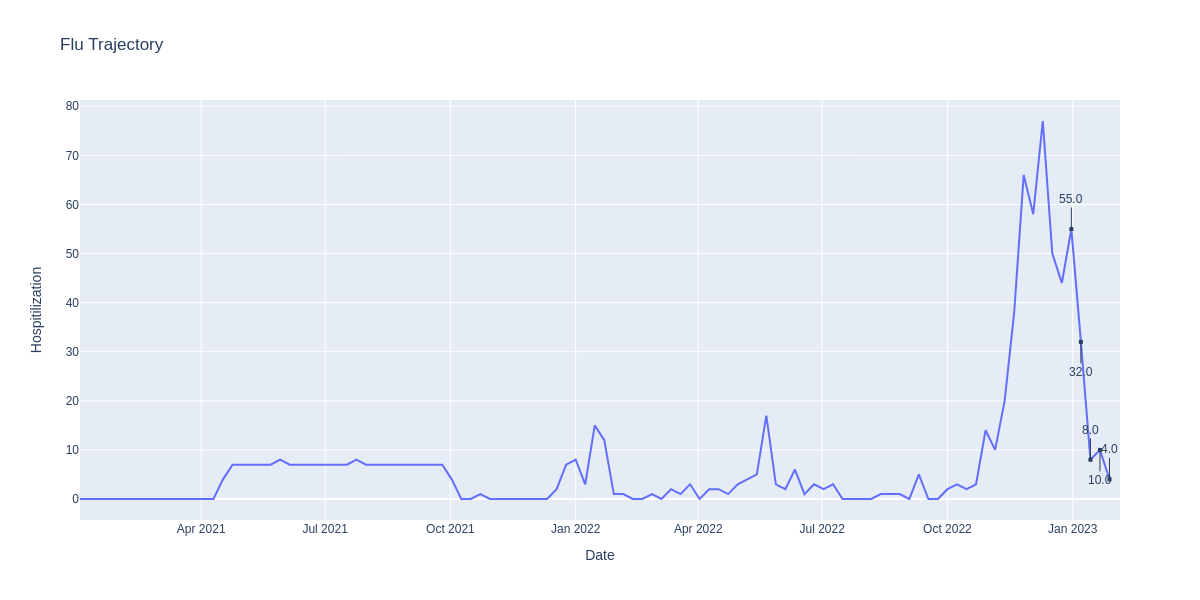 Flu Trajectory
80
70
60
50
40
30
20
10
0
Hospitilization
55.0
32.0
8.0
10.0
4.0
Apr 2021
Jul 2021
Oct 2021
Jan 2022
Apr 2022
Jul 2022
Oct 2022
Jan 2023
Date